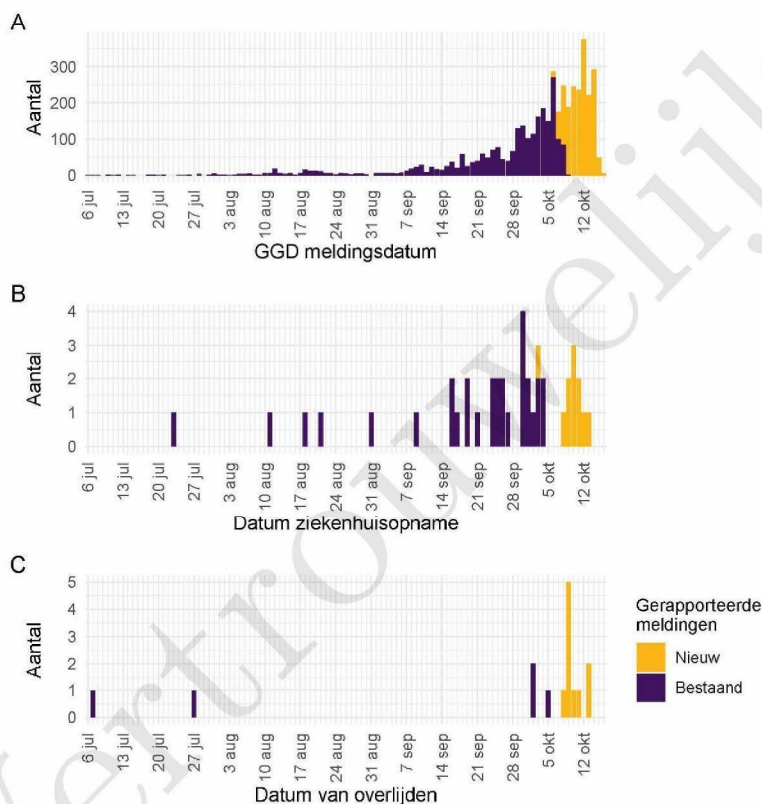 A
Aantal
300
200
100
0
6 jul
13 jul
20 jul
27 jul
3 aug
10 aug
17 aug
24 aug
31 aug
7 sep
14 sep
21 sep
28 sep
5 okt
12 okt
GGD meldingsdatum
B
Aantal
4
3
2
1
0
6 jul
13 jul
20 jul
27 jul
3 aug
10 aug
17 aug
24 aug
31 aug
7 sep
14 sep
21 sep
28 sep
5 okt
12 okt
Datum ziekenhuisopname
C
Aantal
5
4
3
2
1
0
6 jul
13 jul
20 jul
27 jul
3 aug
10 aug
17 aug
24 aug
31 aug
7 sep
14 sep
21 sep
28 sep
5 okt
12 okt
Datum van overlijden
Gerapporteerde
meldingen
Nieuw
Bestaand
Vertrouwelijk